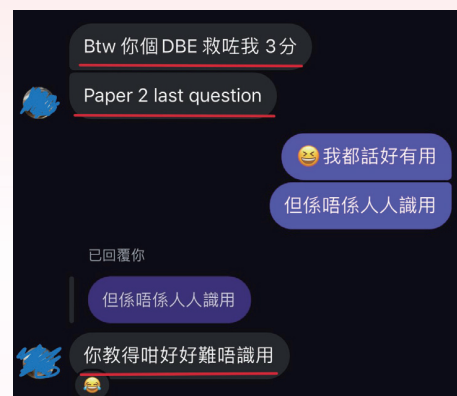 Btw 你個DBE 救咗我 3分
Paper 2 last question
😆我都話好有用
但係唔係人人識用
已回覆你
但係唔係人人識用
你教得咁好好難唔識用
😂